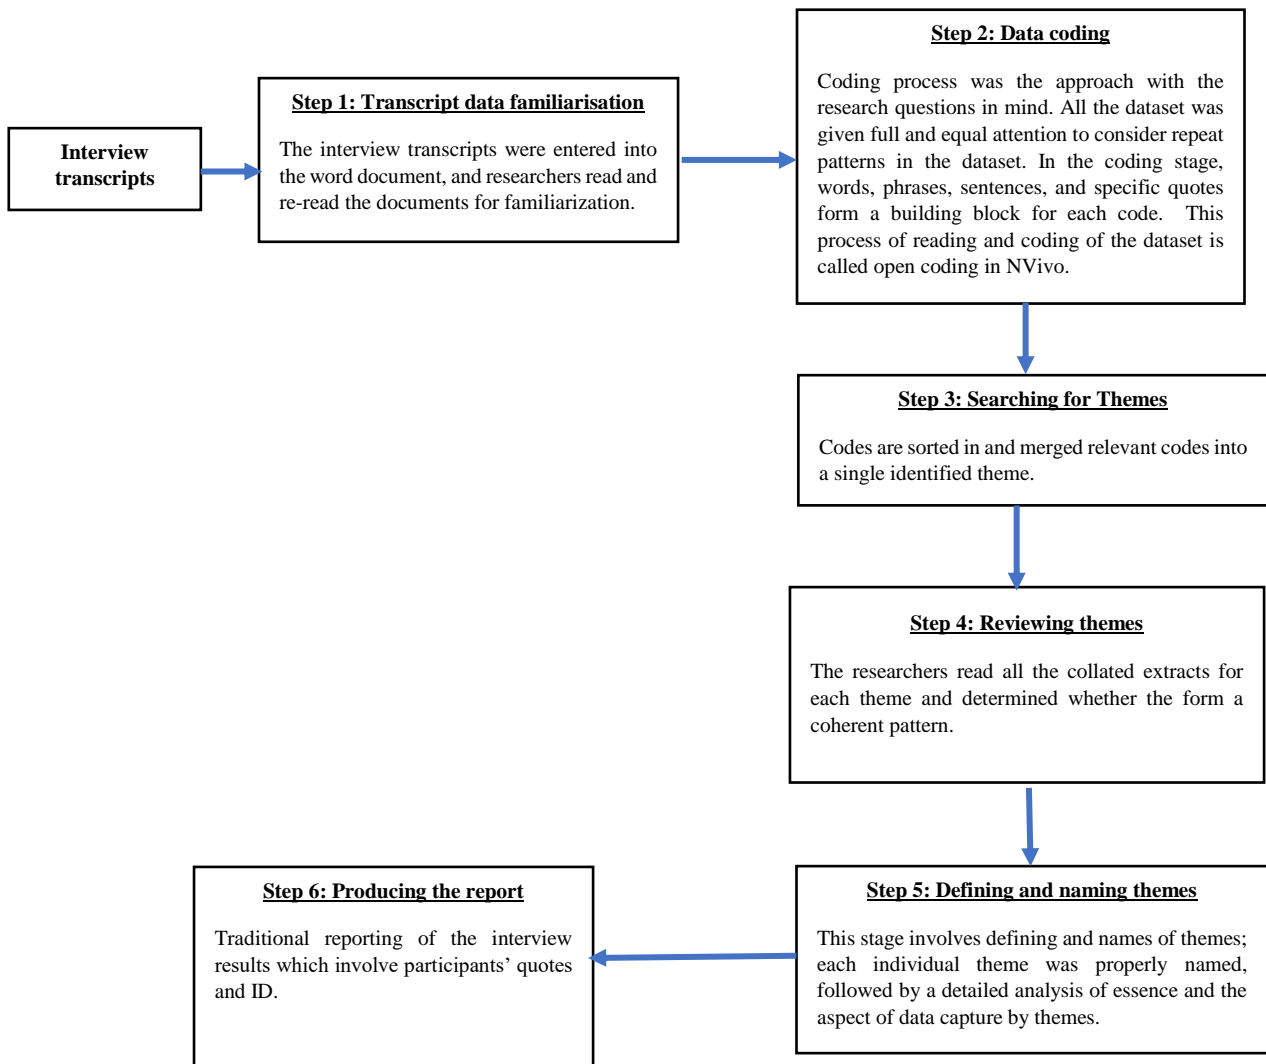 Interview
transcripts
Step 1: Transcript data familiarisation
The interview transcripts were entered into
the word document, and researchers read and
re-read the documents for familiarization.
Step 2: Data coding
Coding process was the approach with the
research questions in mind. All the dataset was
given full and equal attention to consider repeat
patterns in the dataset. In the coding stage,
words, phrases, sentences, and specific quotes
form a building block for each code. This
process of reading and coding of the dataset is
called open coding in NVivo.
Step 3: Searching for Themes
Codes are sorted in and merged relevant codes into
a single identified theme.
Step 4: Reviewing themes
The researchers read all the collated extracts for
each theme and determined whether the form a
coherent pattern.
Step 5: Defining and naming themes
This stage involves defining and names of themes;
each individual theme was properly named,
followed by a detailed analysis of essence and the
aspect of data capture by themes.
Step 6: Producing the report
Traditional reporting of the interview
results which involve participants’ quotes
and ID.